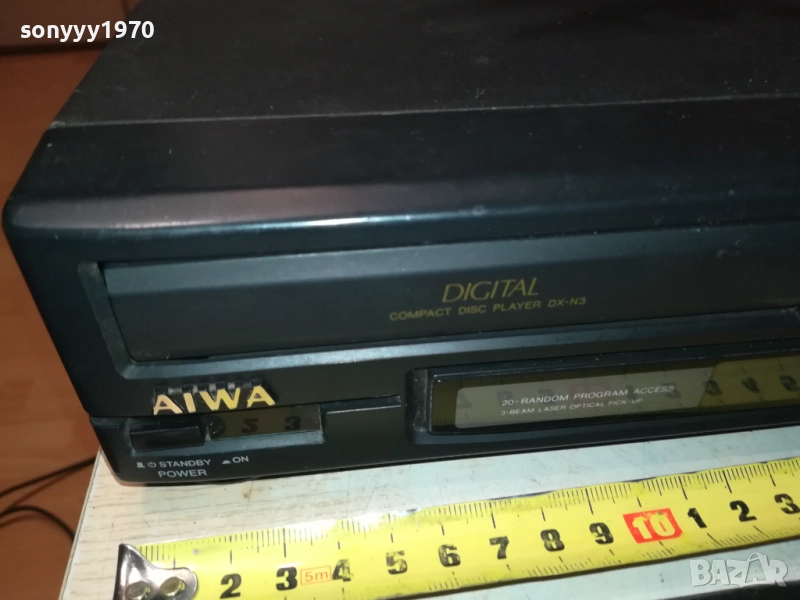 sonyyy1970
DIGITAL
COMPACT DISC PLAYER DX-N3
AIWA
20-RANDOM PROGRAM ACCESS
3-BEAM LASER OPTICAL PICK-UP
STANDBY ON
POWER
2 3 5m 4 5 6 7 8 9 10 1 2 3
BAZAR